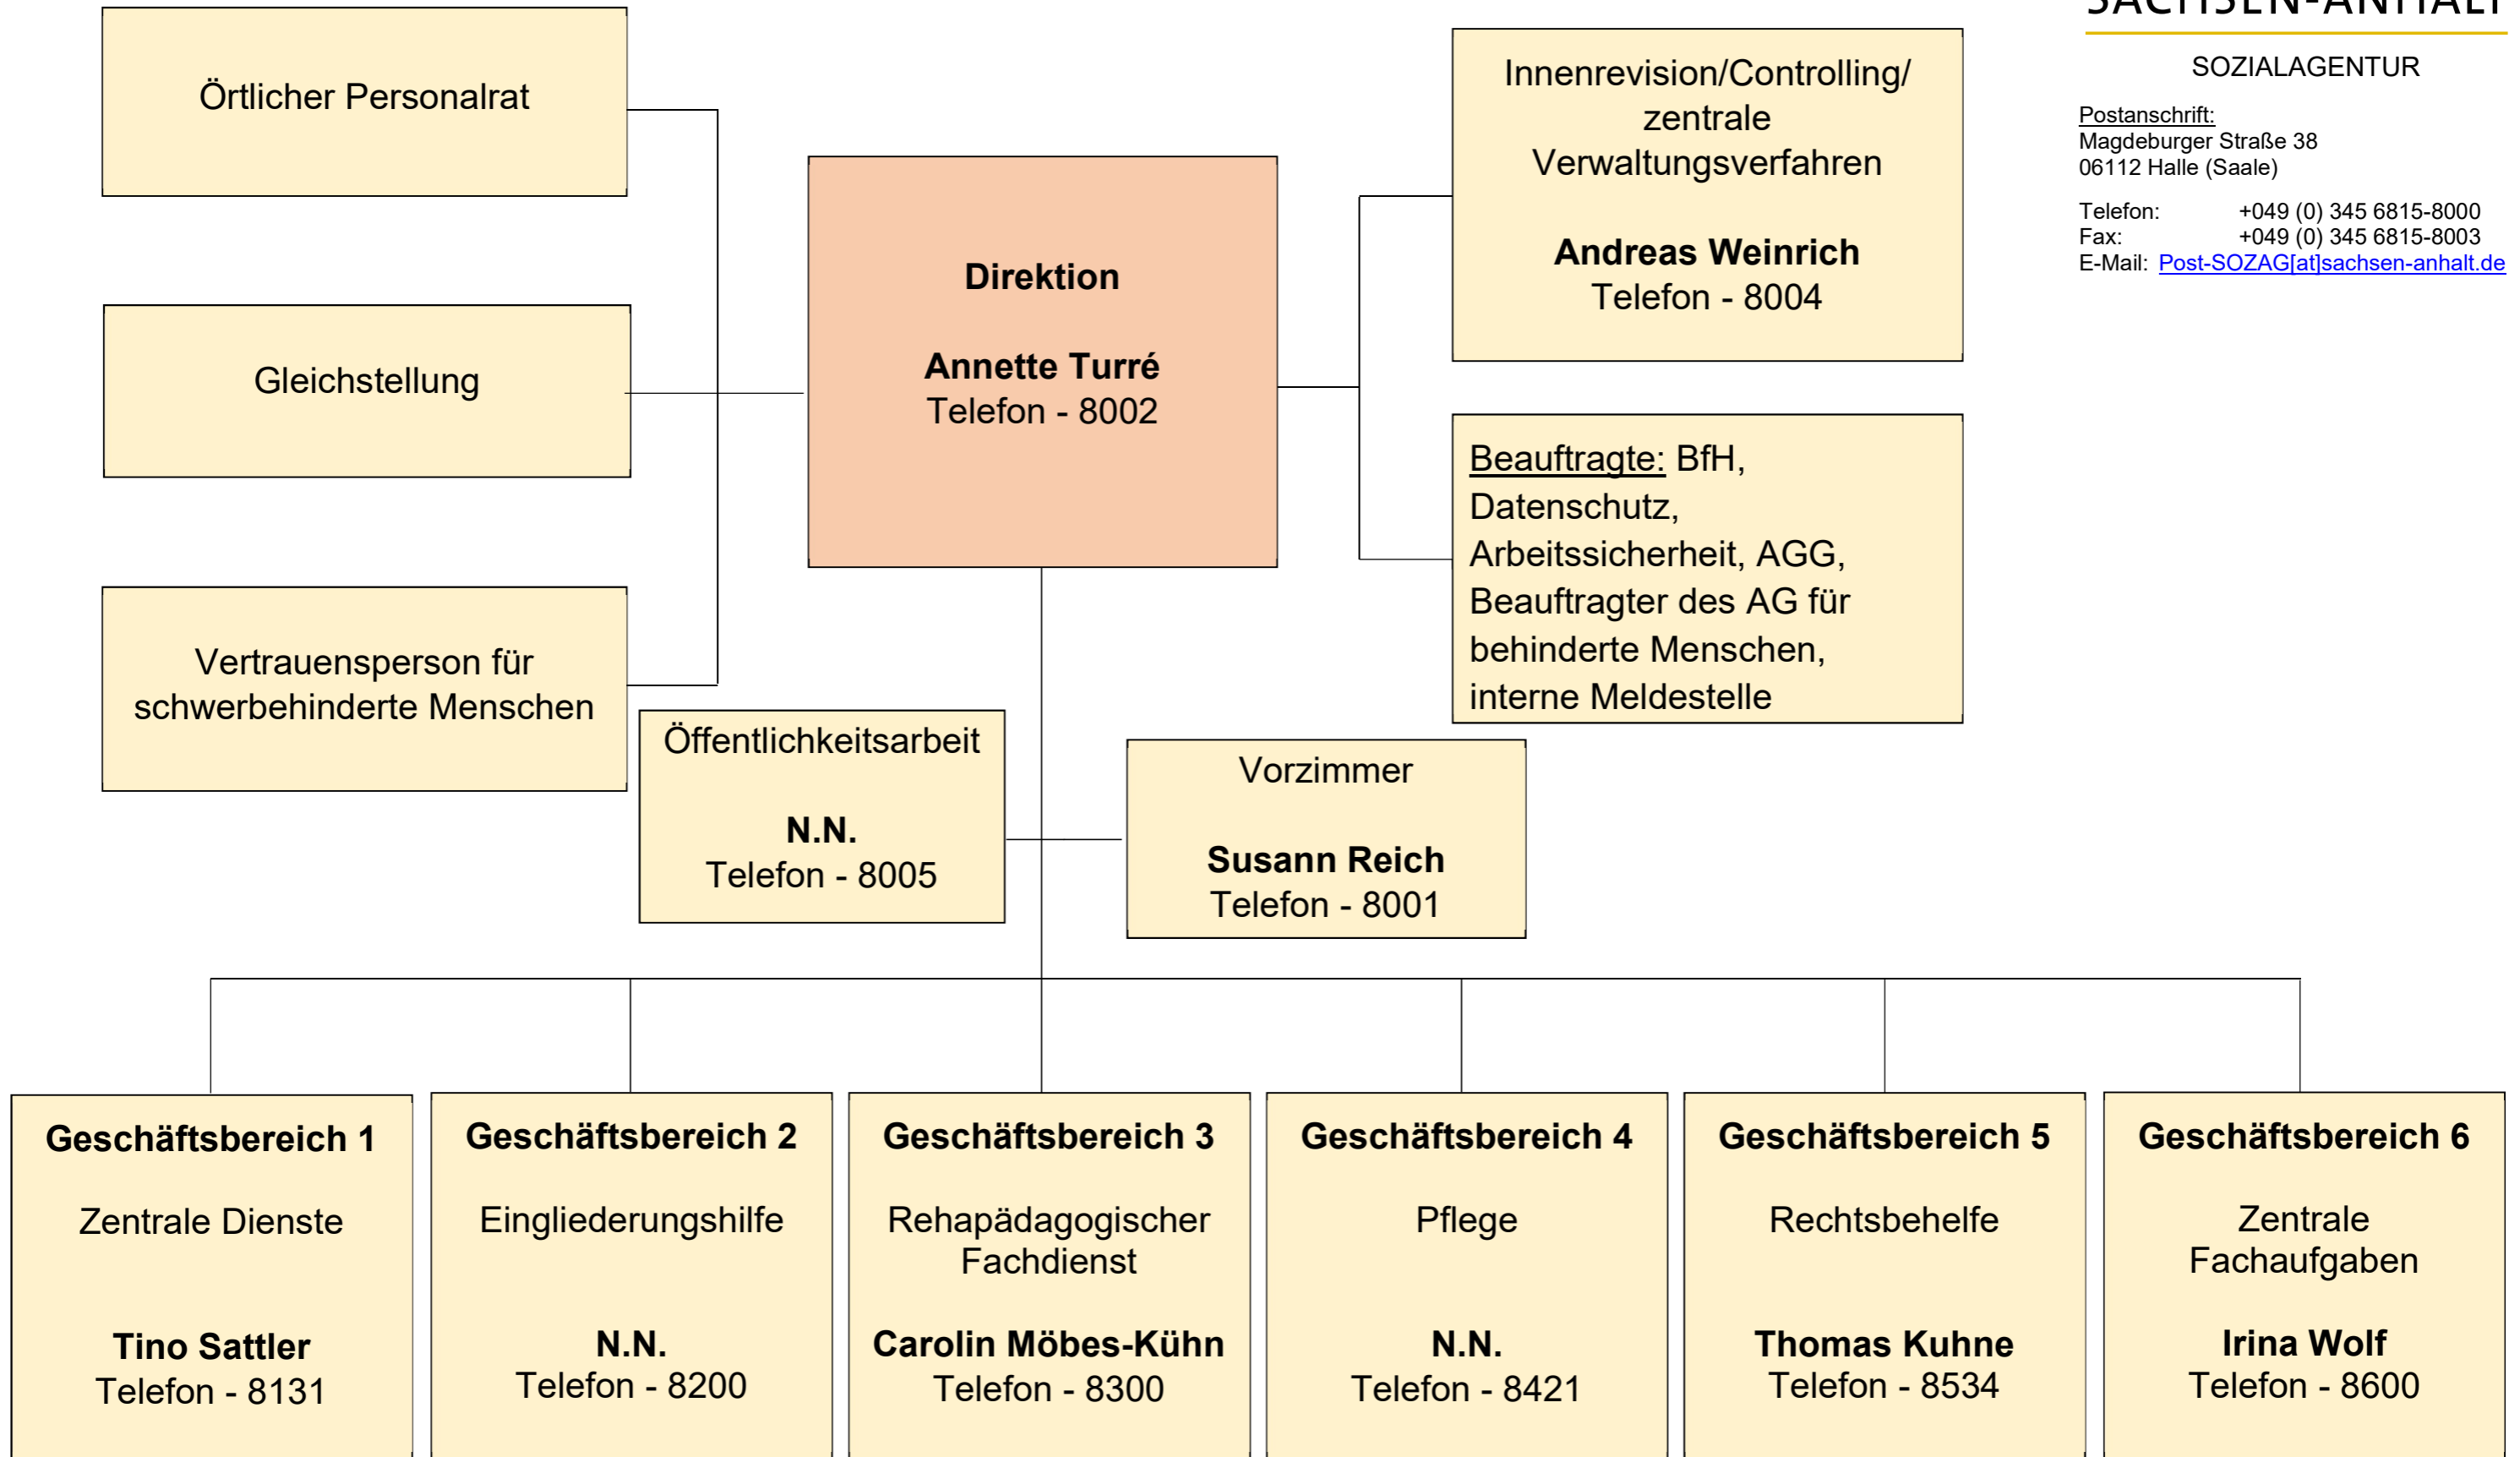 SACHSEN-ANHALT
SOZIALAGENTUR
Postanschrift:
Magdeburger Straße 38
06112 Halle (Saale)
Telefon: +049 (0) 345 6815-8000
Fax: +049 (0) 345 6815-8003
E-Mail: Post-SOZAG[at]sachsen-anhalt.de
Örtlicher Personalrat
Gleichstellung
Vertrauensperson für
schwerbehinderte Menschen
Direktion
Annette Turré
Telefon - 8002
Innenrevision/Controlling/
zentrale
Verwaltungsverfahren
Andreas Weinrich
Telefon - 8004
Beauftragte: BfH,
Datenschutz,
Arbeitssicherheit, AGG,
Beauftragter des AG für
behinderte Menschen,
interne Meldestelle
Öffentlichkeitsarbeit
N.N.
Telefon - 8005
Vorzimmer
Susann Reich
Telefon - 8001
Geschäftsbereich 1
Zentrale Dienste
Tino Sattler
Telefon - 8131
Geschäftsbereich 2
Eingliederungshilfe
N.N.
Telefon - 8200
Geschäftsbereich 3
Rehapädagogischer
Fachdienst
Carolin Möbes-Kühn
Telefon - 8300
Geschäftsbereich 4
Pflege
N.N.
Telefon - 8421
Geschäftsbereich 5
Rechtsbehelfe
Thomas Kuhne
Telefon - 8534
Geschäftsbereich 6
Zentrale
Fachaufgaben
Irina Wolf
Telefon - 8600